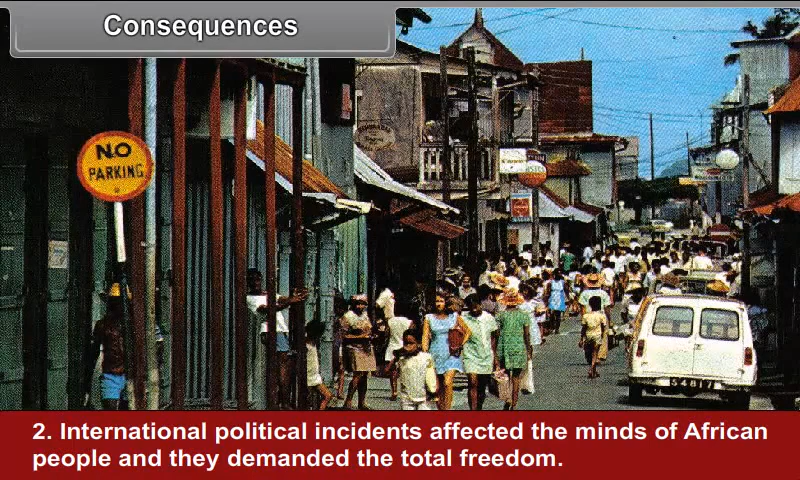 Consequences
NO
PARKING
S4817
2. International political incidents affected the minds of African
people and they demanded the total freedom.